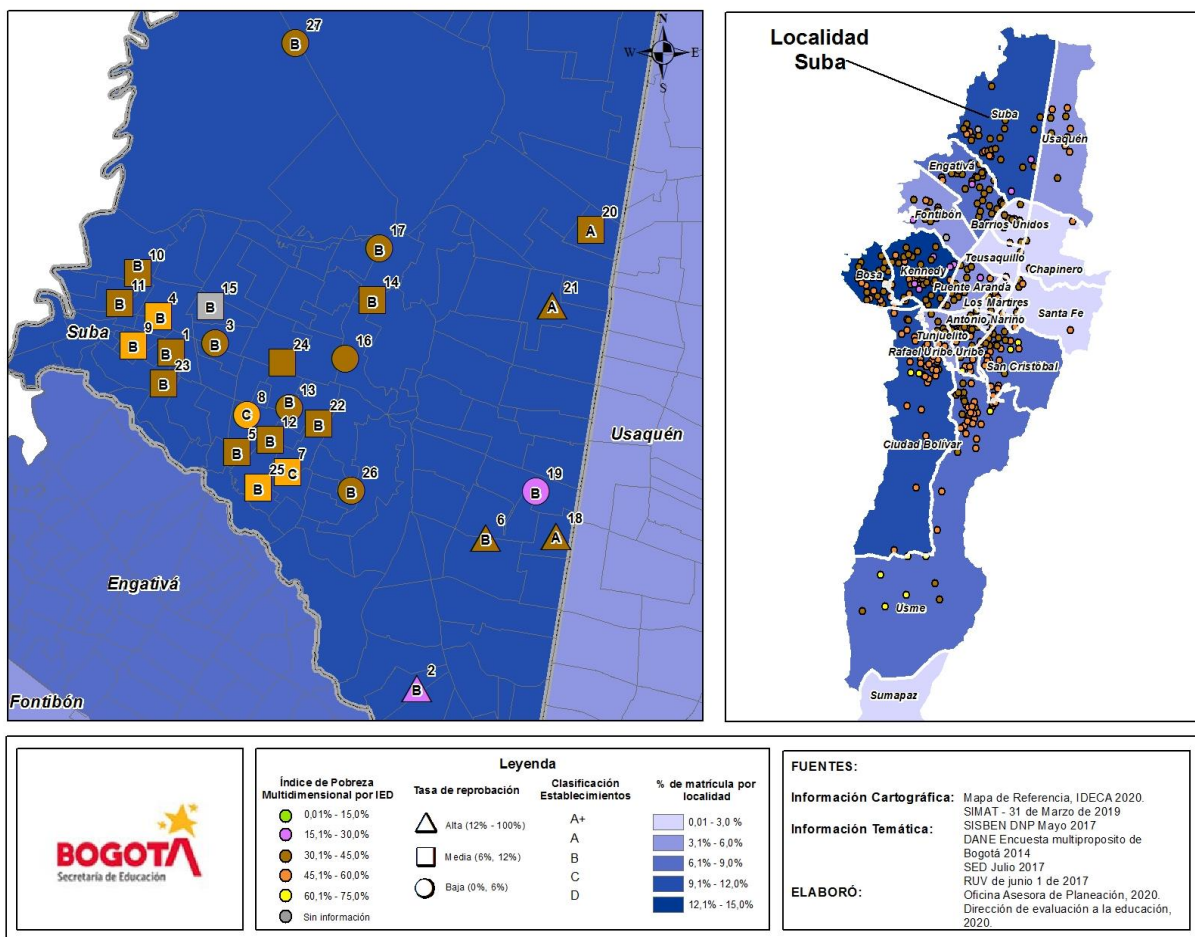 27
B
N
W E
S
20
A
17
B
10
B
14
B
21
A
11
B
4
B
15
B
Suba
9
B
1
B
3
B
24
16
23
B
13
B
8
C
22
B
Usaquén
12
B
5
B
7
C
25
B
26
B
19
B
6
B
18
A
Engativá
2
B
Fontibón
Localidad
Suba
Suba
Usaquén
Engativá
Fontibón
Barrios Unidos
Teusaquillo
Chapinero
Bosa
Kennedy
Puente Aranda
Los Mártires
Santa Fe
Antonio Nariño
Tunjuelito
Rafael Uribe Uribe
San Cristóbal
Ciudad Bolívar
Usme
Sumapaz
BOGOTÁ
Secretaría de Educación
Leyenda
Índice de Pobreza
Multidimensional por IED
0,01% - 15,0%
15,1% - 30,0%
30,1% - 45,0%
45,1% - 60,0%
60,1% - 75,0%
Sin información
Tasa de reprobación
Alta (12% - 100%)
Media (6%, 12%)
Baja (0%, 6%)
Clasificación
Establecimientos
A+
A
B
C
D
% de matrícula por
localidad
0,01 - 3,0 %
3,1% - 6,0%
6,1% - 9,0%
9,1% - 12,0%
12,1% - 15,0%
FUENTES:
Información Cartográfica: Mapa de Referencia, IDECA 2020.
SIMAT - 31 de Marzo de 2019
Información Temática: SISBEN DNP Mayo 2017
DANE Encuesta multiproposito de
Bogotá 2014
SED Julio 2017
RUV de junio 1 de 2017
ELABORÓ: Oficina Asesora de Planeación, 2020.
Dirección de evaluación a la educación,
2020.